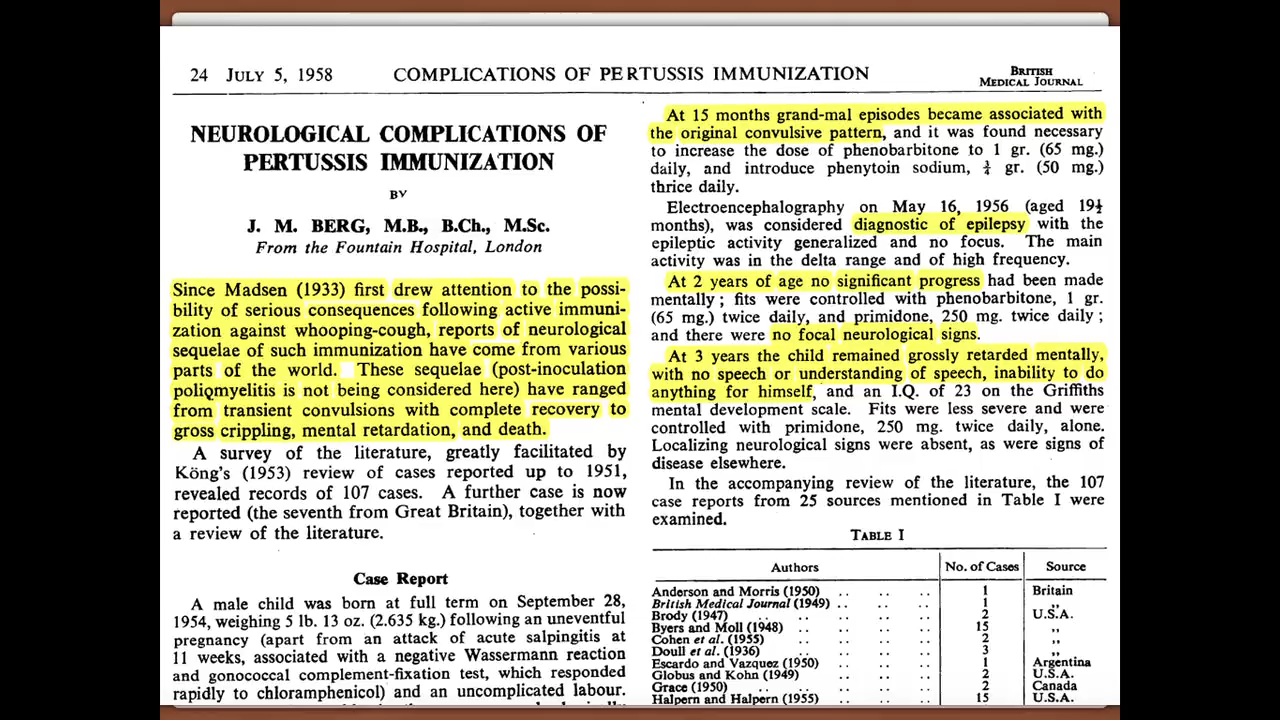 24 JULY 5, 1958 COMPLICATIONS OF PERTUSSIS IMMUNIZATION BRITISH MEDICAL JOURNAL
NEUROLOGICAL COMPLICATIONS OF
PERTUSSIS IMMUNIZATION
BY
J. M. BERG, M.B., B.Ch., M.Sc.
From the Fountain Hospital, London
Since Madsen (1933) first drew attention to the possi-
bility of serious consequences following active immuni-
zation against whooping-cough, reports of neurological
sequelae of such immunization have come from various
parts of the world. These sequelae (post-inoculation
poliomyelitis is not being considered here) have ranged
from transient convulsions with complete recovery to
gross crippling, mental retardation, and death.
A survey of the literature, greatly facilitated by
Köng's (1953) review of cases reported up to 1951,
revealed records of 107 cases. A further case is now
reported (the seventh from Great Britain), together with
a review of the literature.
Case Report
A male child was born at full term on September 28,
1954, weighing 5 lb. 13 oz. (2.635 kg.) following an uneventful
pregnancy (apart from an attack of acute salpingitis at
11 weeks, associated with a negative Wassermann reaction
and gonococcal complement-fixation test, which responded
rapidly to chloramphenicol) and an uncomplicated labour.
At 15 months grand-mal episodes became associated with
the original convulsive pattern, and it was found necessary
to increase the dose of phenobarbitone to 1 gr. (65 mg.)
daily, and introduce phenytoin sodium, ¾ gr. (50 mg.)
thrice daily.
Electroencephalography on May 16, 1956 (aged 19½
months), was considered diagnostic of epilepsy with the
epileptic activity generalized and no focus. The main
activity was in the delta range and of high frequency.
At 2 years of age no significant progress had been made
mentally; fits were controlled with phenobarbitone, 1 gr.
(65 mg.) twice daily, and primidone, 250 mg. twice daily;
and there were no focal neurological signs.
At 3 years the child remained grossly retarded mentally,
with no speech or understanding of speech, inability to do
anything for himself, and an I.Q. of 23 on the Griffiths
mental development scale. Fits were less severe and were
controlled with primidone, 250 mg. twice daily, alone.
Localizing neurological signs were absent, as were signs of
disease elsewhere.
In the accompanying review of the literature, the 107
case reports from 25 sources mentioned in Table I were
examined.
TABLE I
Authors No. of Cases Source
Anderson and Morris (1950) .. .. .. 1 Britain
British Medical Journal (1949) .. .. .. 1 ,,
Brody (1947) .. .. .. .. 2 U.S.A.
Byers and Moll (1948) .. .. .. 15 ,,
Cohen et al. (1955) .. .. .. 2 ,,
Doull et al. (1936) .. .. .. 3 ,,
Escardo and Vazquez (1950) .. .. .. 1 Argentina
Globus and Kohn (1949) .. .. .. 2 U.S.A.
Grace (1950) .. .. .. .. 2 Canada
Halpern and Halpern (1955) .. .. .. 15 U.S.A.